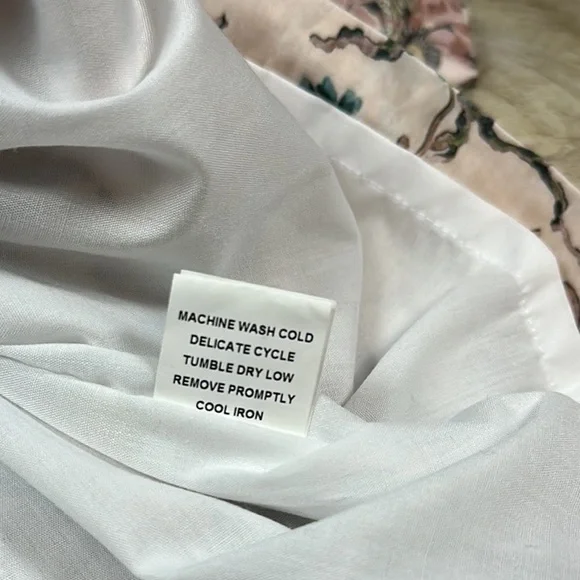 MACHINE WASH COLD
DELICATE CYCLE
TUMBLE DRY LOW
REMOVE PROMPTLY
COOL IRON